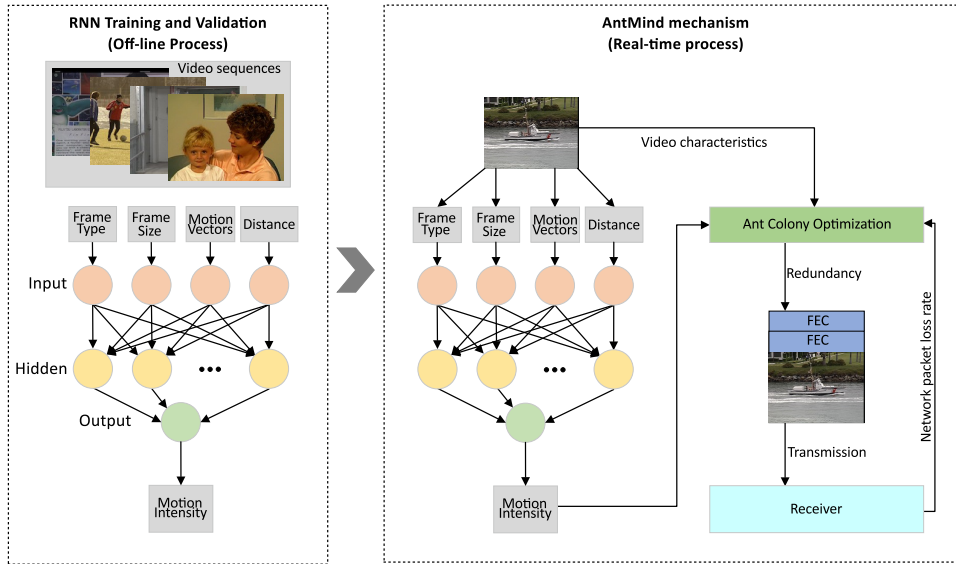 RNN Training and Validation
(Off-line Process)
Video sequences
Frame
Type
Frame
Size
Motion
Vectors
Distance
Input
Hidden
Output
Motion
Intensity
AntMind mechanism
(Real-time process)
Video characteristics
Frame
Type
Frame
Size
Motion
Vectors
Distance
Motion
Intensity
Ant Colony Optimization
Redundancy
FEC
FEC
Transmission
Receiver
Network packet loss rate